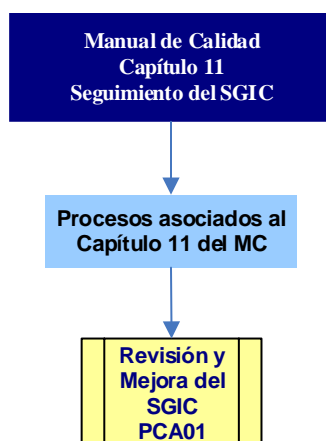 Manual de Calidad
Capítulo 11
Seguimiento del SGIC
Procesos asociados al
Capítulo 11 del MC
Revisión y
Mejora del
SGIC
PCA01